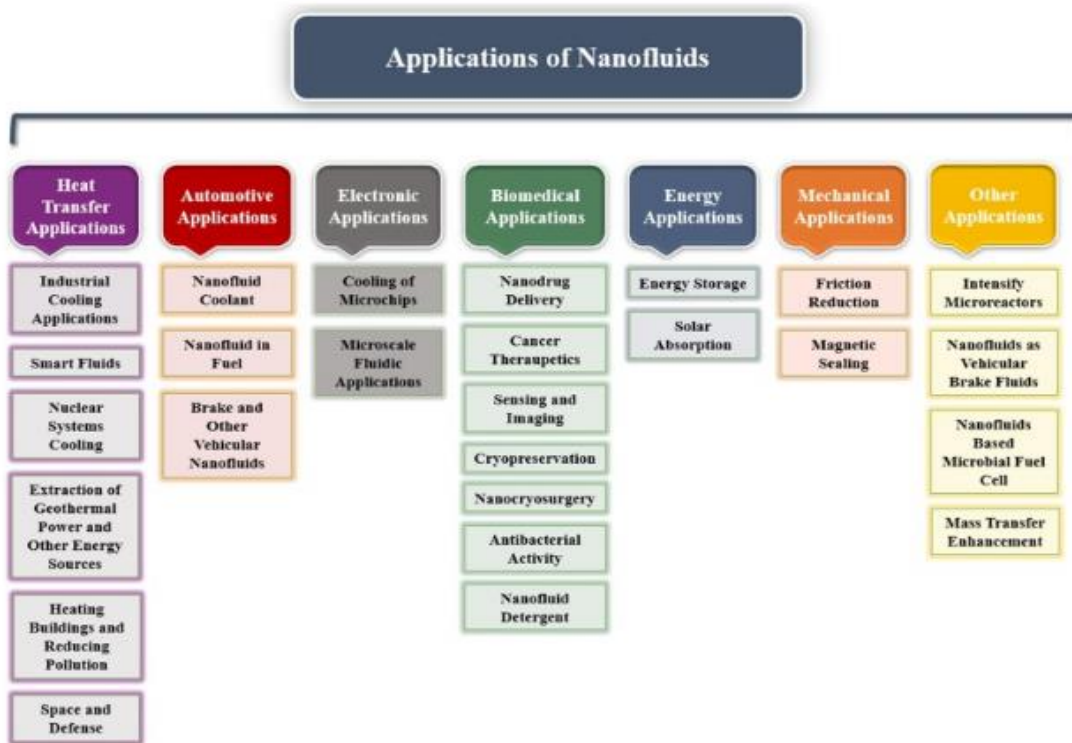 Applications of Nanofluids
Heat
Transfer
Applications
Industrial
Cooling
Applications
Smart Fluids
Nuclear
Systems
Cooling
Extraction of
Geothermal
Power and
Other Energy
Sources
Heating
Buildings and
Reducing
Pollution
Space and
Defense
Automotive
Applications
Nanofluid
Coolant
Nanofluid in
Fuel
Brake and
Other
Vehicular
Nanofluids
Electronic
Applications
Cooling of
Microchips
Microscale
Fluidic
Applications
Biomedical
Applications
Nanodrug
Delivery
Cancer
Theraupetics
Sensing and
Imaging
Cryopreservation
Nanocryosurgery
Antibacterial
Activity
Nanofluid
Detergent
Energy
Applications
Energy Storage
Solar
Absorption
Mechanical
Applications
Friction
Reduction
Magnetic
Sealing
Other
Applications
Intensify
Microreactors
Nanofluids as
Vehicular
Brake Fluids
Nanofluids
Based
Microbial Fuel
Cell
Mass Transfer
Enhancement